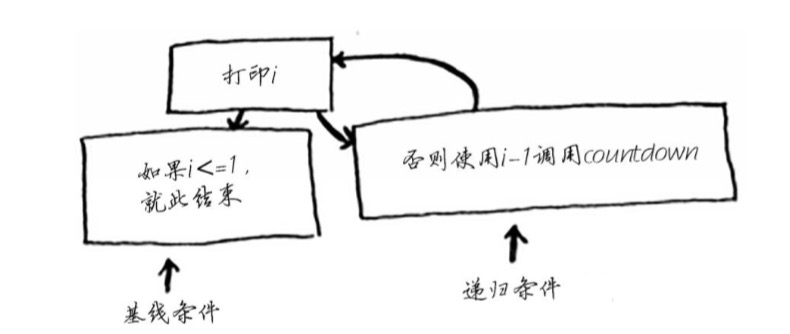 打印i
如果i<=1，
就此结束
否则使用i-1调用countdown
基线条件
递归条件